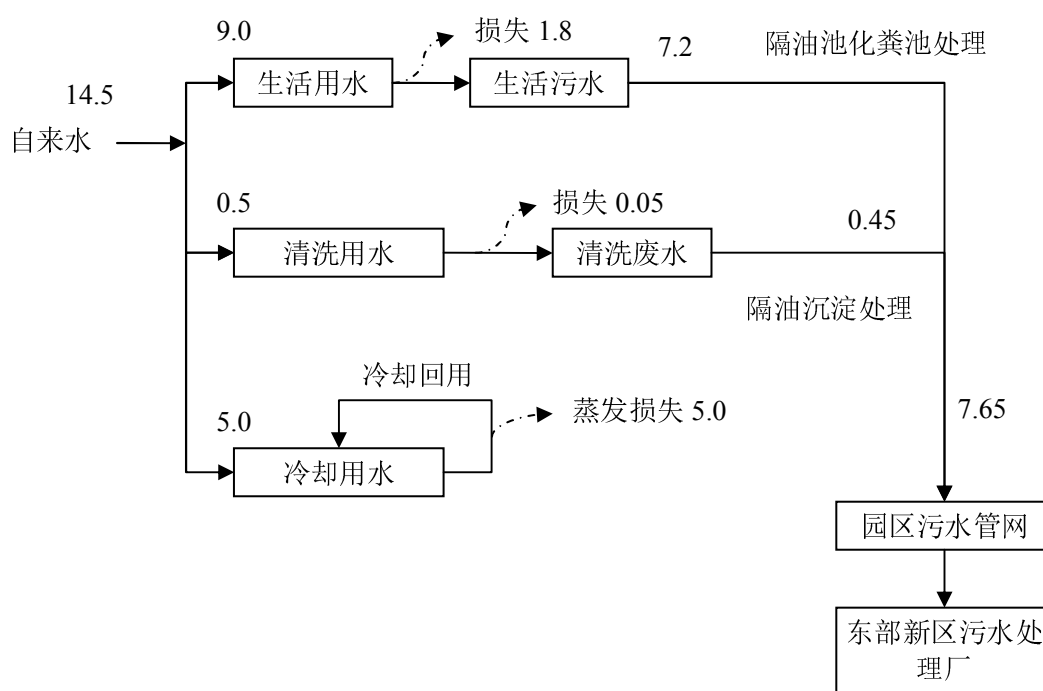 9.0
损失 1.8
7.2
隔油池化粪池处理
生活用水
生活污水
14.5
自来水
0.5
损失 0.05
0.45
清洗用水
清洗废水
隔油沉淀处理
冷却回用
5.0
蒸发损失 5.0
7.65
冷却用水
园区污水管网
东部新区污水处
理厂